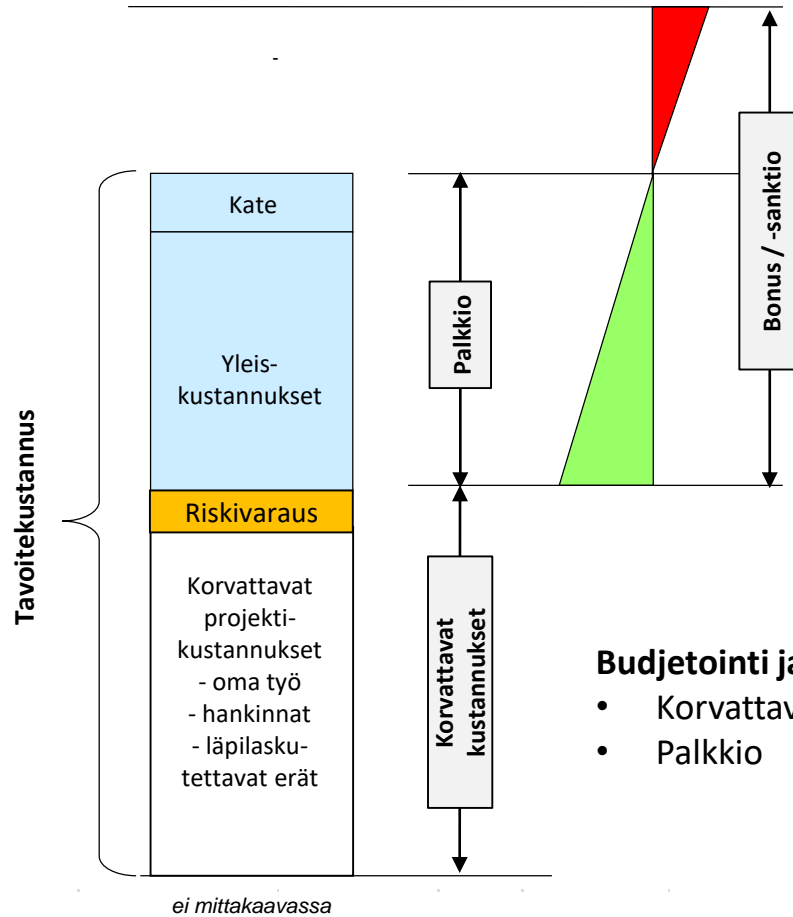 -
Tavoitekustannus
Kate
Yleis-
kustannukset
Riskivaraus
Korvattavat
projekti-
kustannukset
- oma työ
- hankinnat
- läpilasku-
tettavat erät
ei mittakaavassa
Palkkio
Korvattavat
kustannukset
Bonus / -sanktio
Budjetointi ja
• Korvattav
• Palkkio